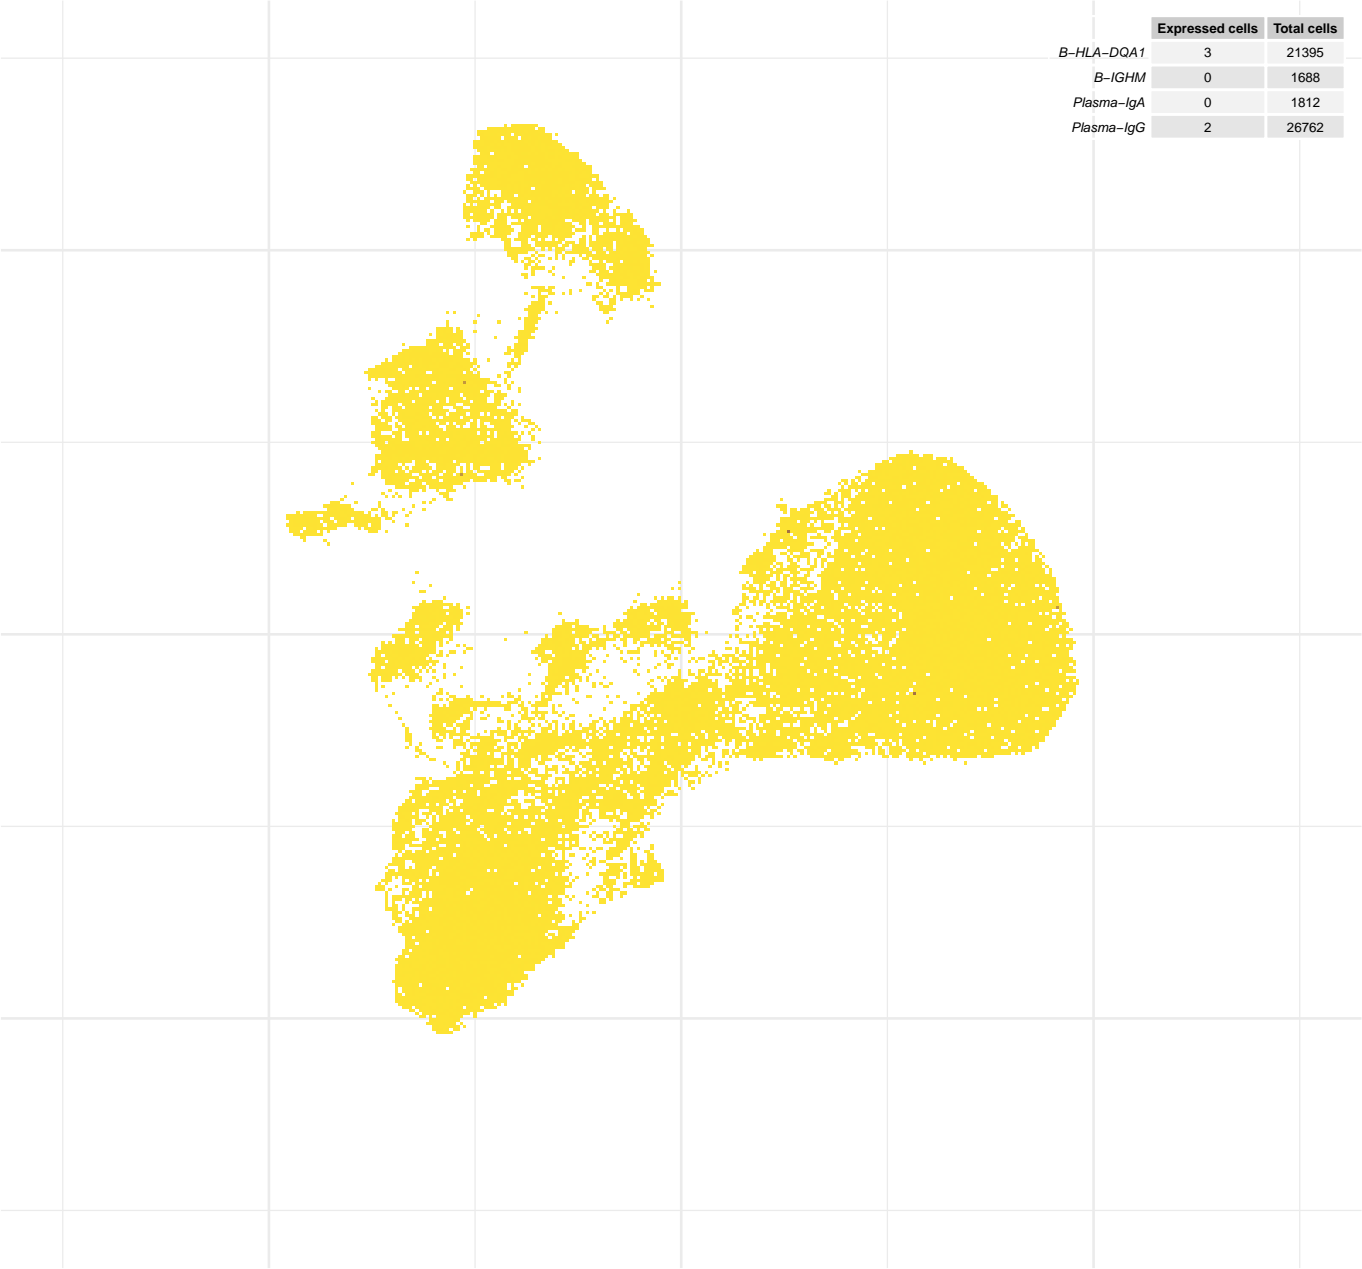 Expressed cells Total cells
B−HLA−DQA1 3 21395
B−IGHM 0 1688
Plasma−IgA 0 1812
Plasma−IgG 2 26762